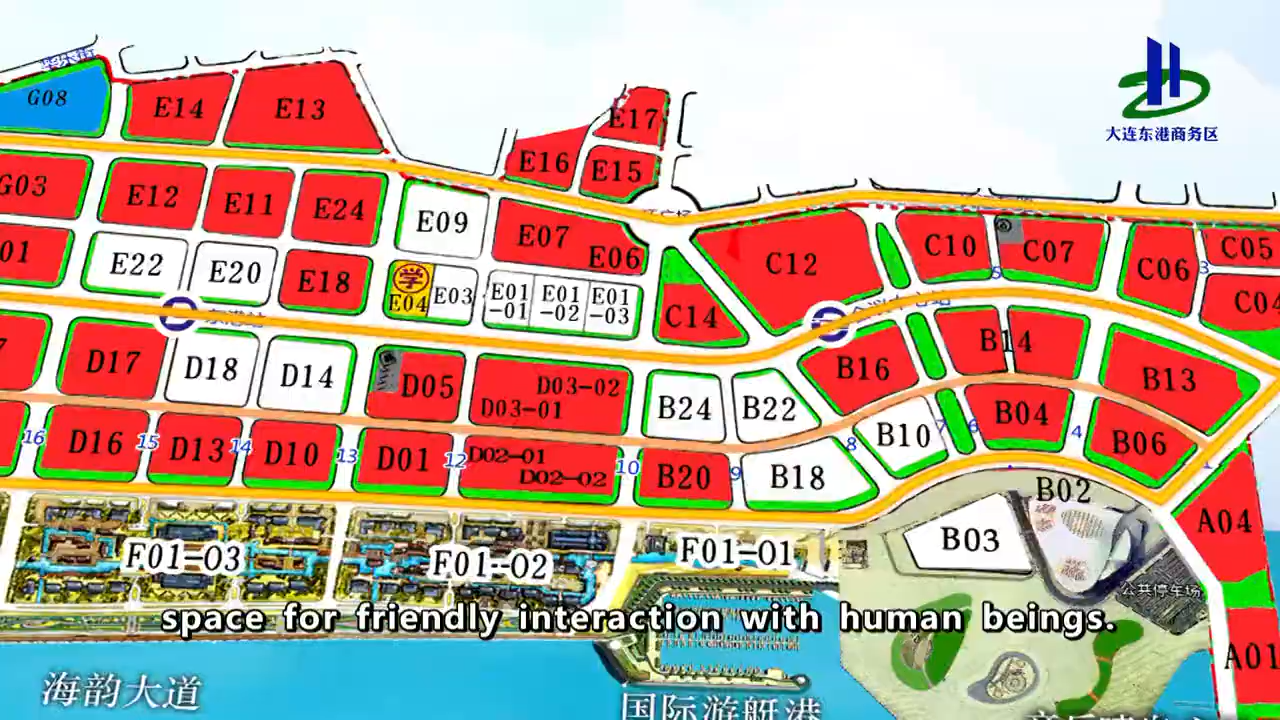 G08
E14
E13
E17
E16
E15
大连东港商务区
G03
E12
E11
E24
E09
E07
E06
C12
C10
C07
C06
C05
01
E22
E20
E18
学
E04
E03
E01
-01
E01
-02
E01
-03
C14
5
3
C04
D17
D18
D14
D05
D03-02
D03-01
B24
B22
B16
B14
B13
16
D16
15
D13
14
D10
13
D01
12
D02-01
D02-02
10
B20
9
B18
8
B10
7
6
B04
4
B06
1
B02
A04
F01-03
F01-02
F01-01
B03
公共停车场
space for friendly interaction with human beings.
A01
海韵大道
国际游艇港